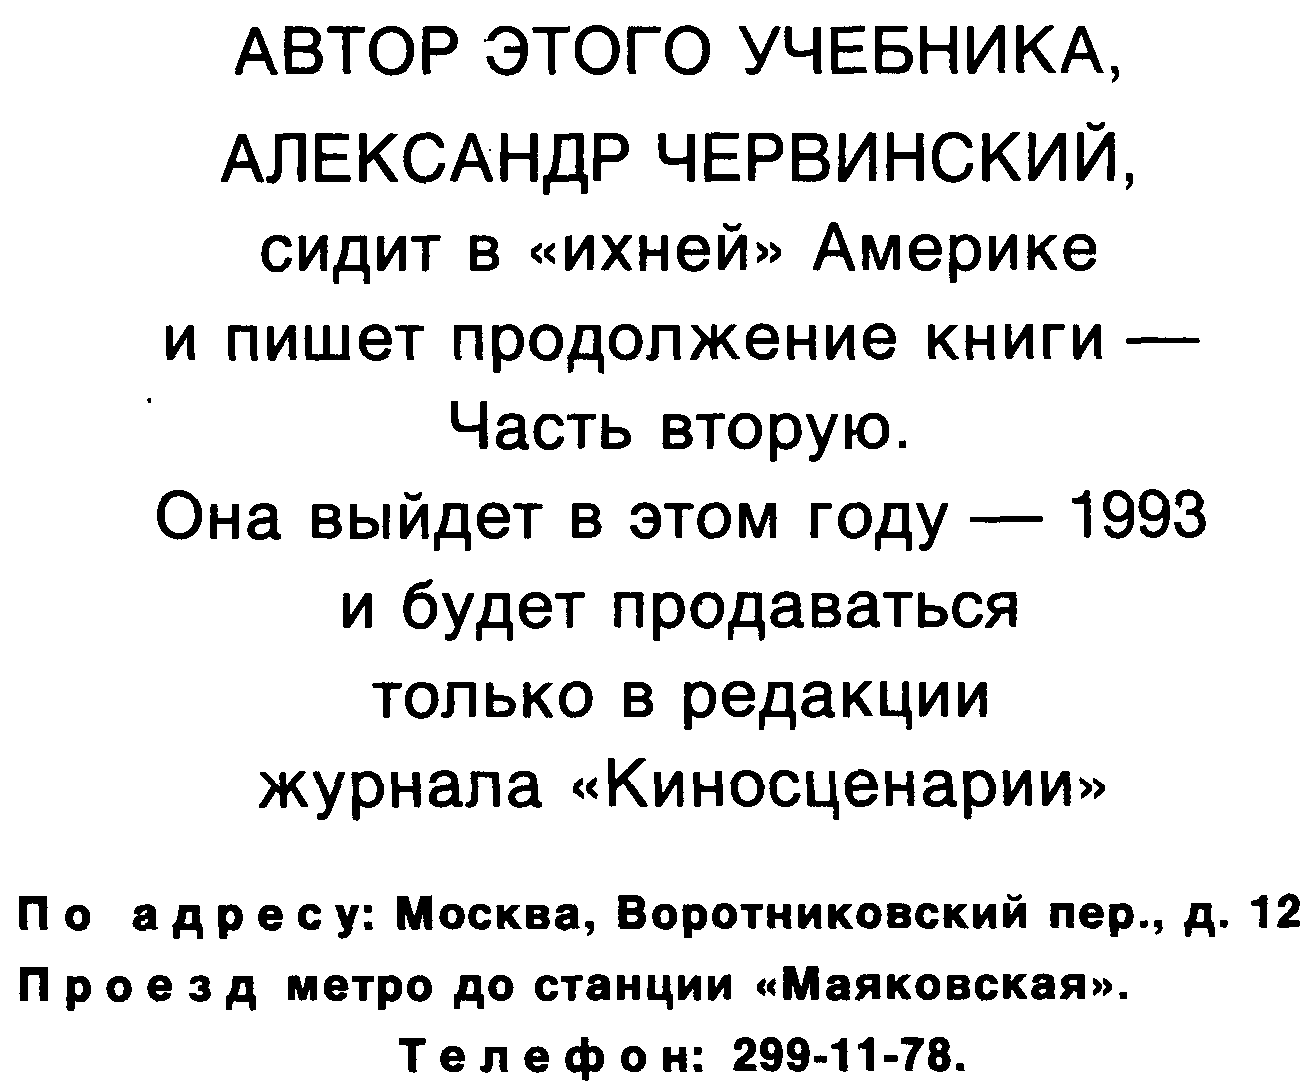 АВТОР ЭТОГО УЧЕБНИКА,
АЛЕКСАНДР ЧЕРВИНСКИЙ,
сидит в «ихней» Америке
и пишет продолжение книги —
Часть вторую.
Она выйдет в этом году — 1993
и будет продаваться
только в редакции
журнала «Киносценарии»
По адресу: Москва, Воротниковский пер., д. 12
Проезд метро до станции «Маяковская».
Телефон: 299-11-78.